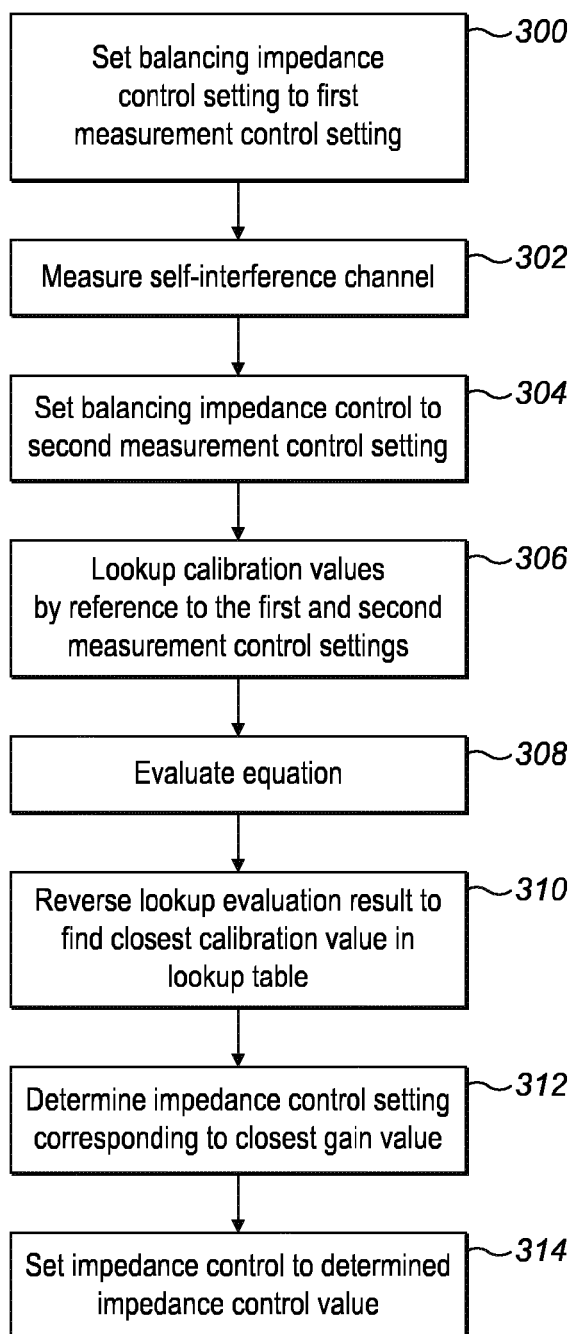 300
Set balancing impedance
control setting to first
measurement control setting
302
Measure self-interference channel
304
Set balancing impedance control to
second measurement control setting
306
Lookup calibration values
by reference to the first and second
measurement control settings
308
Evaluate equation
310
Reverse lookup evaluation result to
find closest calibration value in
lookup table
312
Determine impedance control setting
corresponding to closest gain value
314
Set impedance control to determined
impedance control value